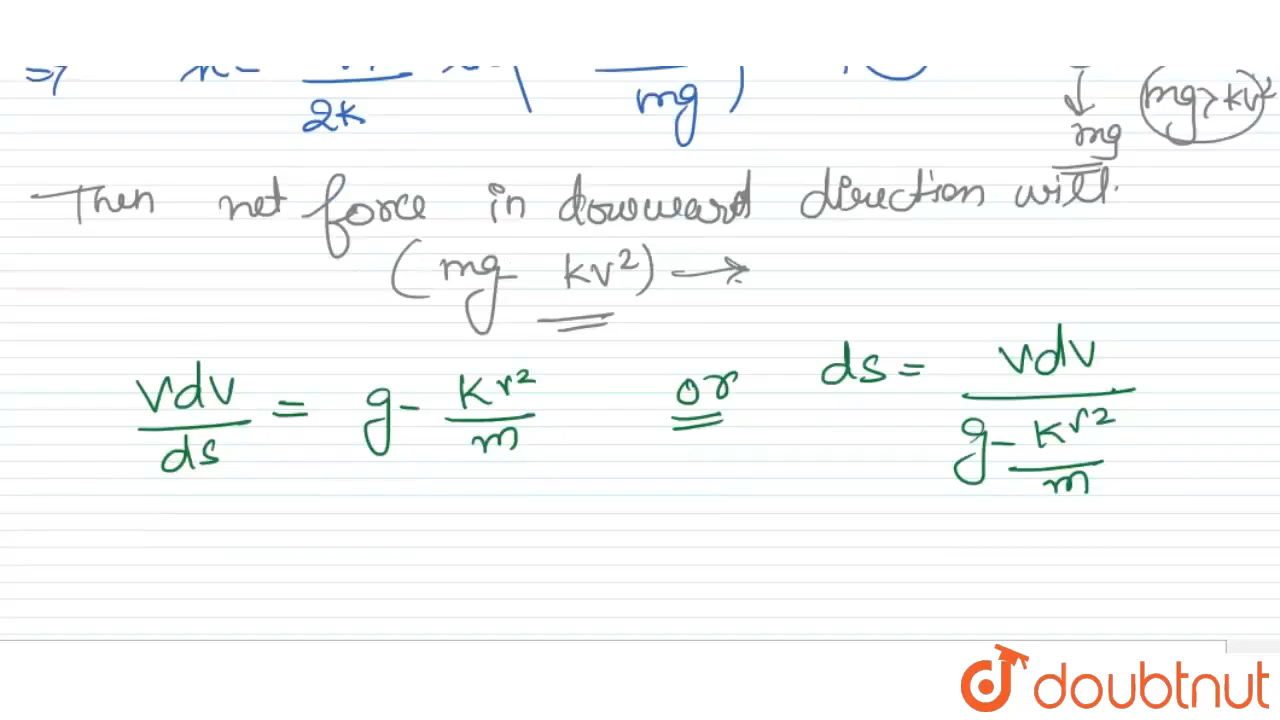 2k mg
mg mg>kv²
Then net force in downward direction will
(mg kv²) →
vdv/ds = g - kv²/m or ds = vdv/(g - kv²/m)
doubtnut